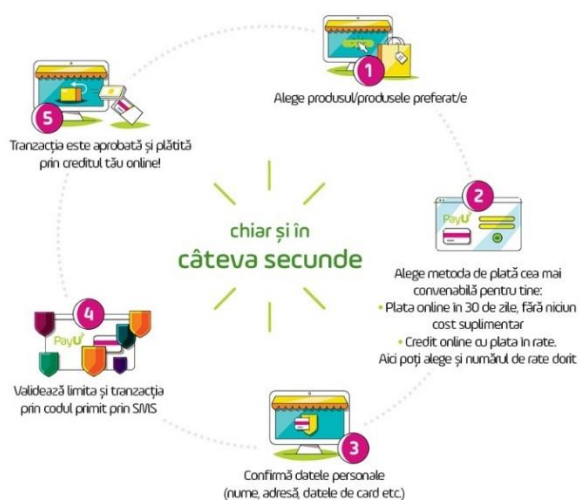 1
Alege produsul/produsele preferat/e
2
PayU
Alege metoda de plată cea mai
convenabilă pentru tine:
• Plata online în 30 de zile, fără niciun
cost suplimentar
• Credit online cu plata în rate.
Aici poți alege și numărul de rate dorit
3
Confirmă datele personale
(nume, adresă, datele de card etc.)
4
PayU
Validează limita și tranzacția
prin codul primit prin SMS
5
Tranzacția este aprobată și plătită
prin creditul tău online!
chiar și în
câteva secunde